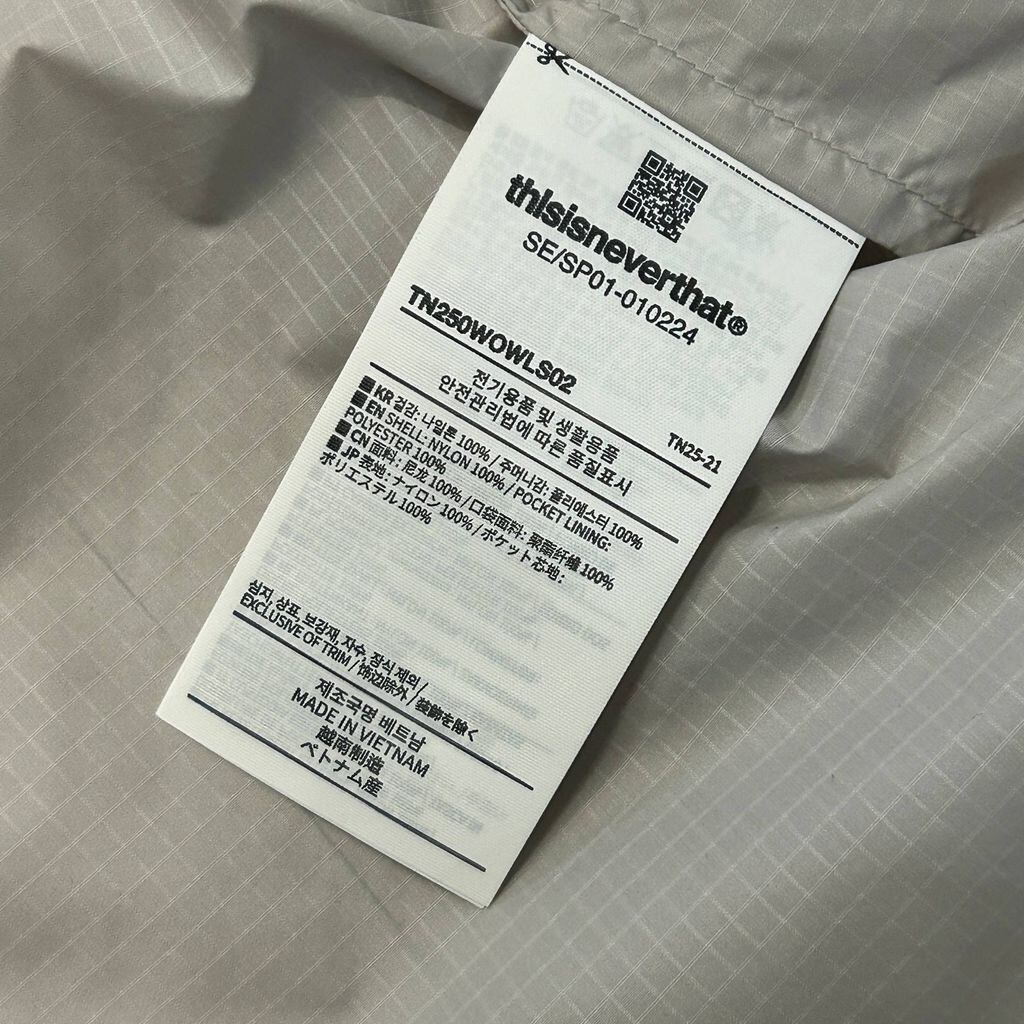 thisisneverthat®
SE/SP01-010224
TN250WOWLS02
TN25-21
전기용품 및 생활용품
안전관리법에 따른 품질표시
■ KR 겉감: 나일론 100% / 주머니감: 폴리에스터 100%
■ EN SHELL: NYLON 100% / POCKET LINING:
POLYESTER 100%
■ CN 面料: 尼龙 100% / 口袋面料: 聚酯纤维 100%
■ JP 表地: ナイロン 100% / ポケット芯地:
ポリエステル 100%
심지, 상표, 보강재, 자수, 장식 제외/
EXCLUSIVE OF TRIM / 饰边除外 / 装飾を除く
제조국명 베트남
MADE IN VIETNAM
越南制造
ベトナム産